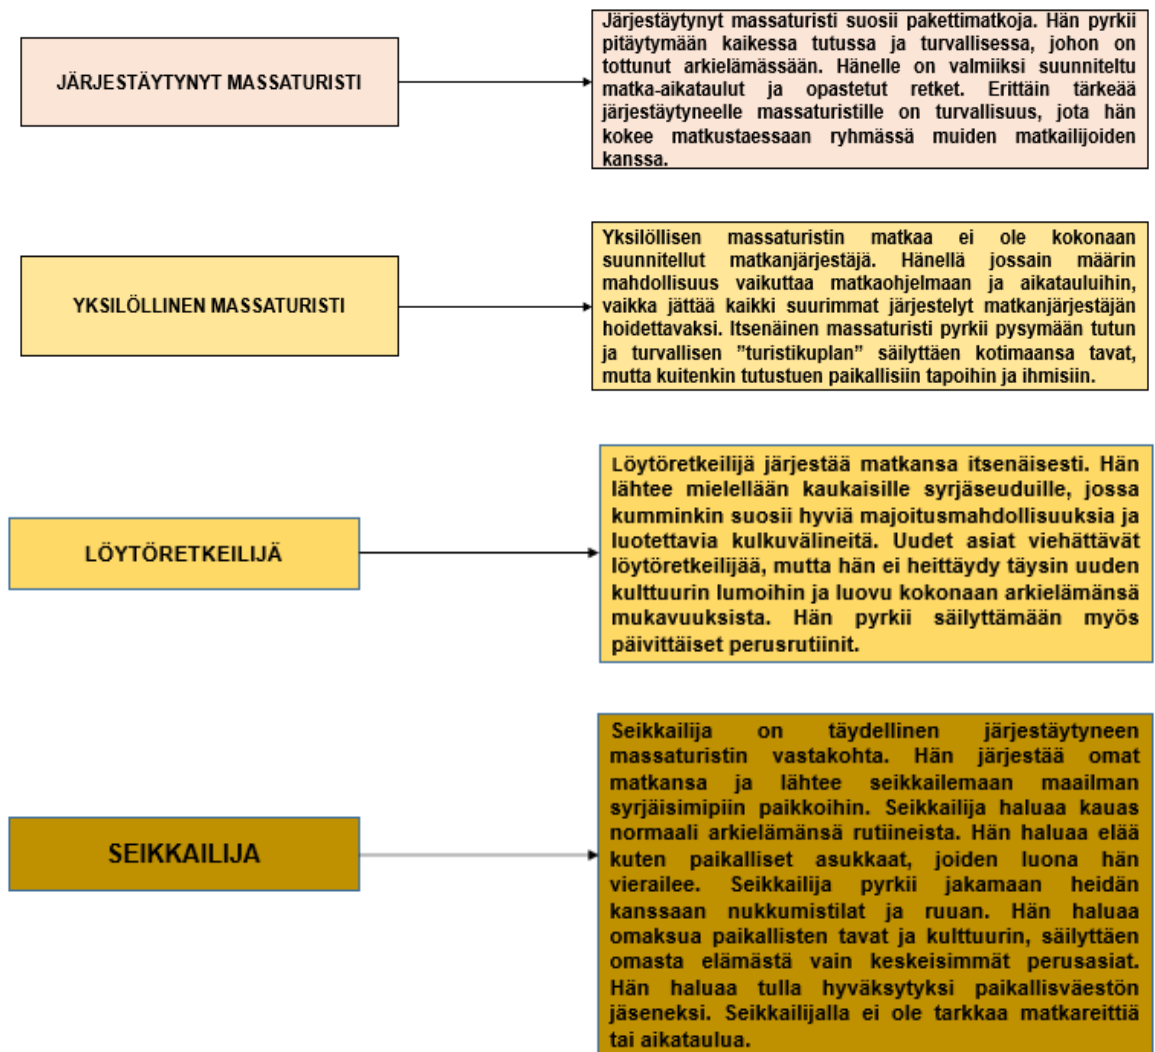 JÄRJESTÄYTYNYT MASSATURISTI
Järjestäytynyt massaturisti suosii pakettimatkoja. Hän pyrkii
pitäytymään kaikessa tutussa ja turvallisessa, johon on
tottunut arkielämässään. Hänelle on valmiiksi suunniteltu
matka-aikataulut ja opastetut retket. Erittäin tärkeää
järjestäytyneelle massaturistille on turvallisuus, jota hän
kokee matkustaessaan ryhmässä muiden matkailijoiden
kanssa.
YKSILÖLLINEN MASSATURISTI
Yksilöllisen massaturistin matkaa ei ole kokonaan
suunnitellut matkanjärjestäjä. Hänellä jossain määrin
mahdollisuus vaikuttaa matkaohjelmaan ja aikatauluihin,
vaikka jättää kaikki suurimmat järjestelyt matkanjärjestäjän
hoidettavaksi. Itsenäinen massaturisti pyrkii pysymään tutun
ja turvallisen ”turistikuplan” säilyttäen kotimaansa tavat,
mutta kuitenkin tutustuen paikallisiin tapoihin ja ihmisiin.
LÖYTÖRETKEILIJÄ
Löytöretkeilijä järjestää matkansa itsenäisesti. Hän
lähtee mielellään kaukaisille syrjäseuduille, jossa
kumminkin suosii hyviä majoitusmahdollisuuksia ja
luotettavia kulkuvälineitä. Uudet asiat viehättävät
löytöretkeilijää, mutta hän ei heittäydy täysin uuden
kulttuurin lumoihin ja luovu kokonaan arkielämänsä
mukavuuksista. Hän pyrkii säilyttämään myös
päivittäiset perusrutiinit.
SEIKKAILIJA
Seikkailija on täydellinen järjestäytyneen
massaturistin vastakohta. Hän järjestää omat
matkansa ja lähtee seikkailemaan maailman
syrjäisimipiin paikkoihin. Seikkailija haluaa kauas
normaali arkielämänsä rutiineista. Hän haluaa elää
kuten paikalliset asukkaat, joiden luona hän
vierailee. Seikkailija pyrkii jakamaan heidän
kanssaan nukkumistilat ja ruuan. Hän haluaa
omaksua paikallisten tavat ja kulttuurin, säilyttäen
omasta elämästä vain keskeisimmät perusasiat.
Hän haluaa tulla hyväksytyksi paikallisväestön
jäseneksi. Seikkailijalla ei ole tarkkaa matkareittiä
tai aikataulua.